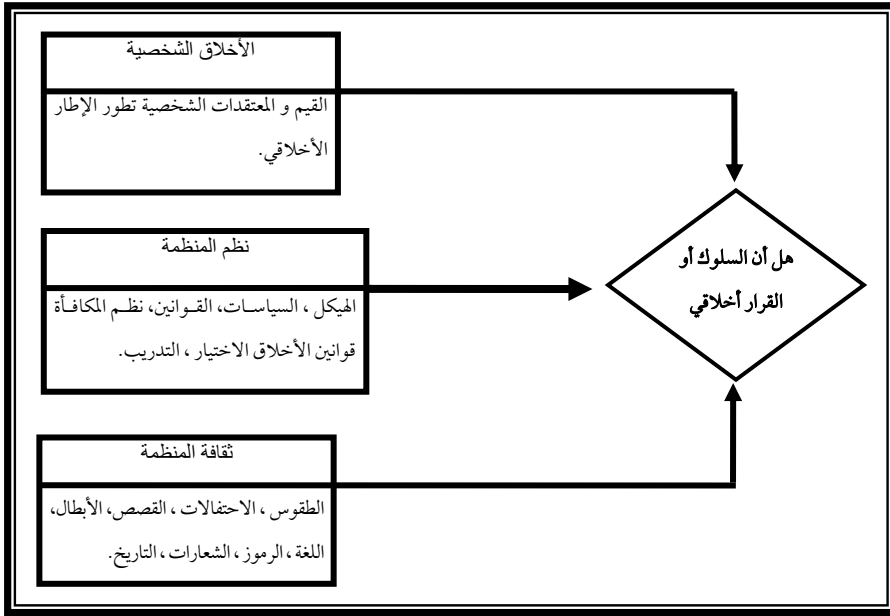 الأخلاق الشخصية
القيم و المعتقدات الشخصية تطور الإطار
الأخلاقي.
نظم المنظمة
الهيكل ، السياسات، القوانين، نظم المكافأة
قوانين الأخلاق الاختيار ، التدريب.
ثقافة المنظمة
الطقوس ، الاحتفالات ، القصص، الأبطال،
اللغة ، الرموز ، الشعارات ، التاريخ.
هل أن السلوك أو
القرار أخلاقي